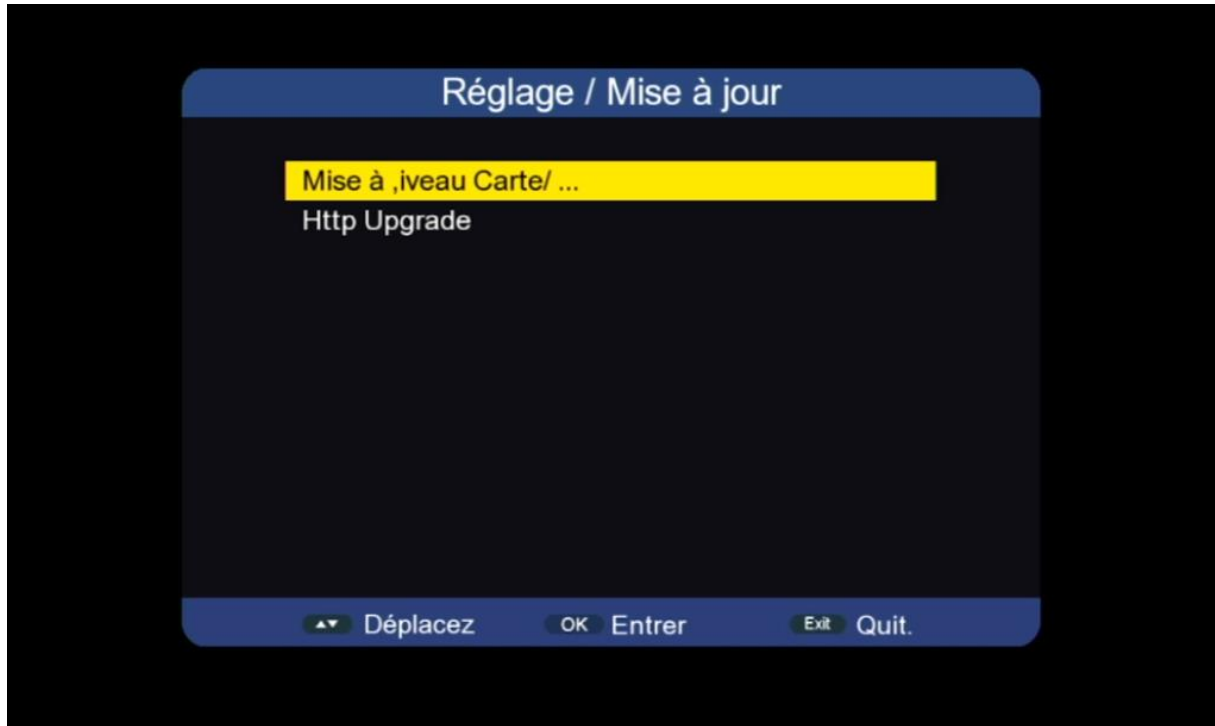 Réglage / Mise à jour
Mise à ,iveau Carte/ ...
Http Upgrade
Déplacez OK Entrer Exit Quit.